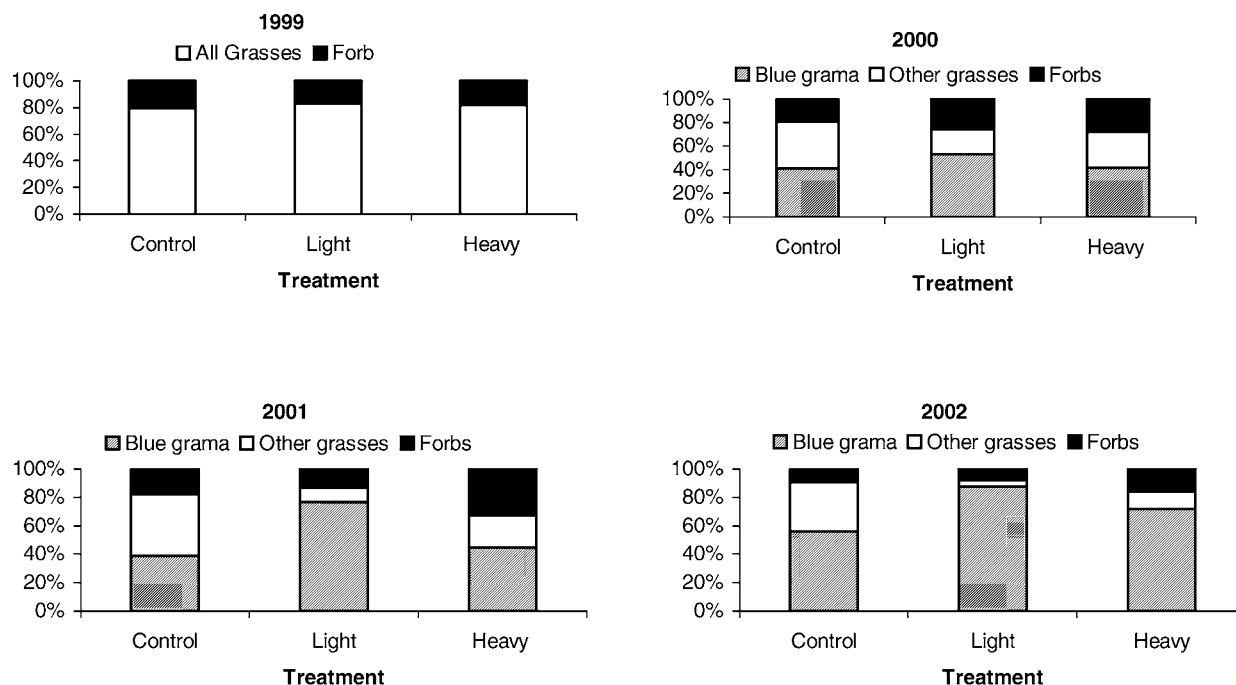 1999
All Grasses Forb
100%
80%
60%
40%
20%
0%
Control Light Heavy
Treatment
2000
Blue grama Other grasses Forbs
100%
80%
60%
40%
20%
0%
Control Light Heavy
Treatment
2001
Blue grama Other grasses Forbs
100%
80%
60%
40%
20%
0%
Control Light Heavy
Treatment
2002
Blue grama Other grasses Forbs
100%
80%
60%
40%
20%
0%
Control Light Heavy
Treatment